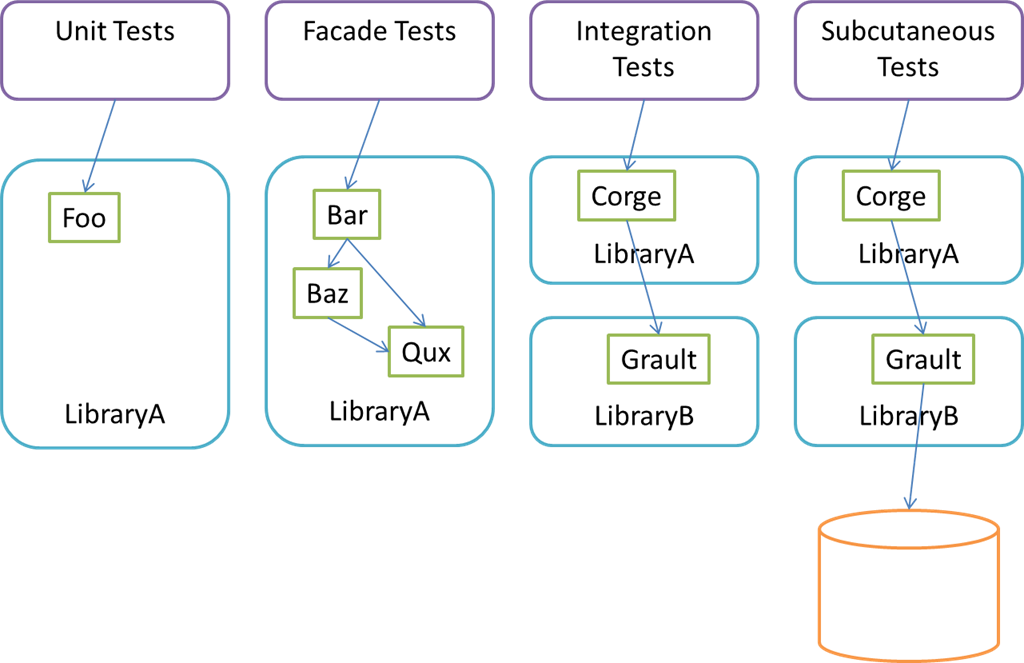 Unit Tests
Facade Tests
Integration
Tests
Subcutaneous
Tests
Foo
LibraryA
Bar
Baz
Qux
LibraryA
Corge
LibraryA
Grault
LibraryB
Corge
LibraryA
Grault
LibraryB